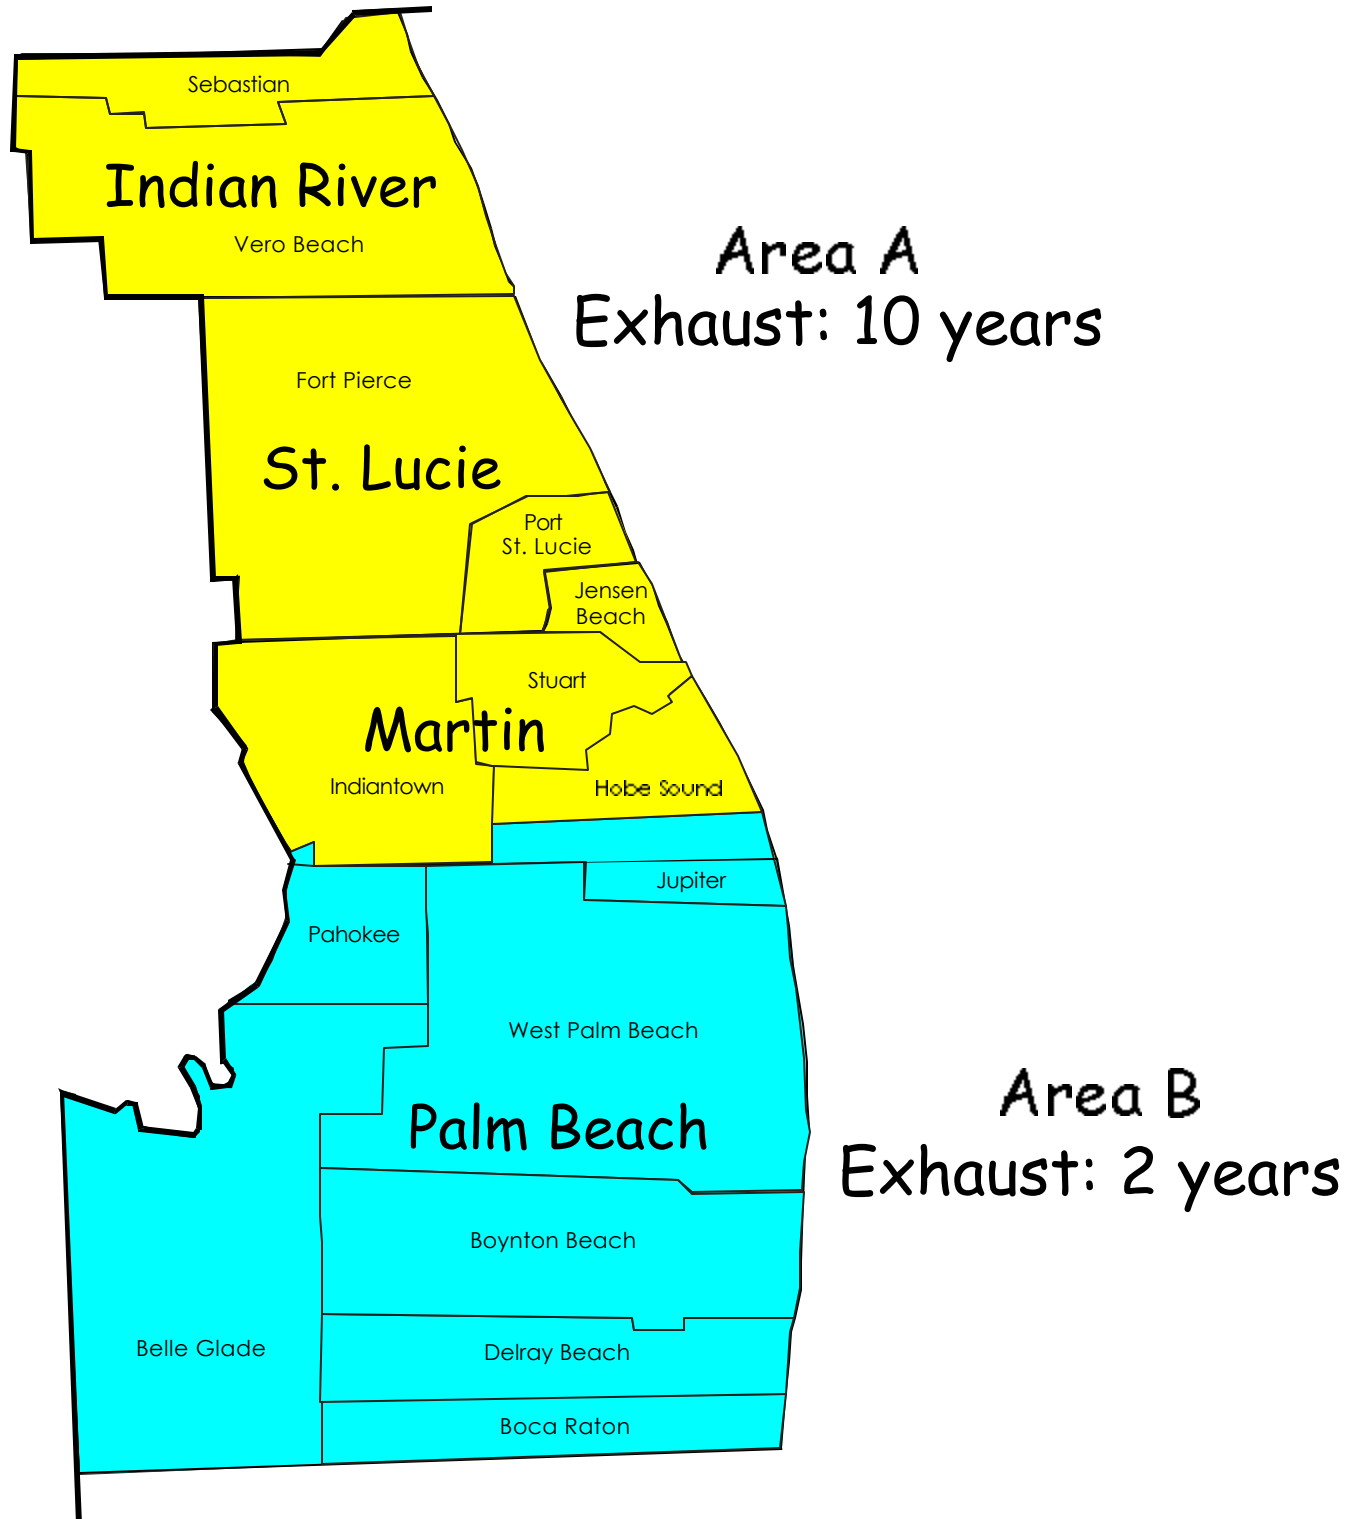 Sebastian
Indian River
Vero Beach
Area A
Exhaust: 10 years
Fort Pierce
St. Lucie
Port
St. Lucie
Jensen
Beach
Stuart
Martin
Indiantown
Hobe Sound
Jupiter
Pahokee
West Palm Beach
Palm Beach
Area B
Exhaust: 2 years
Boynton Beach
Belle Glade
Delray Beach
Boca Raton